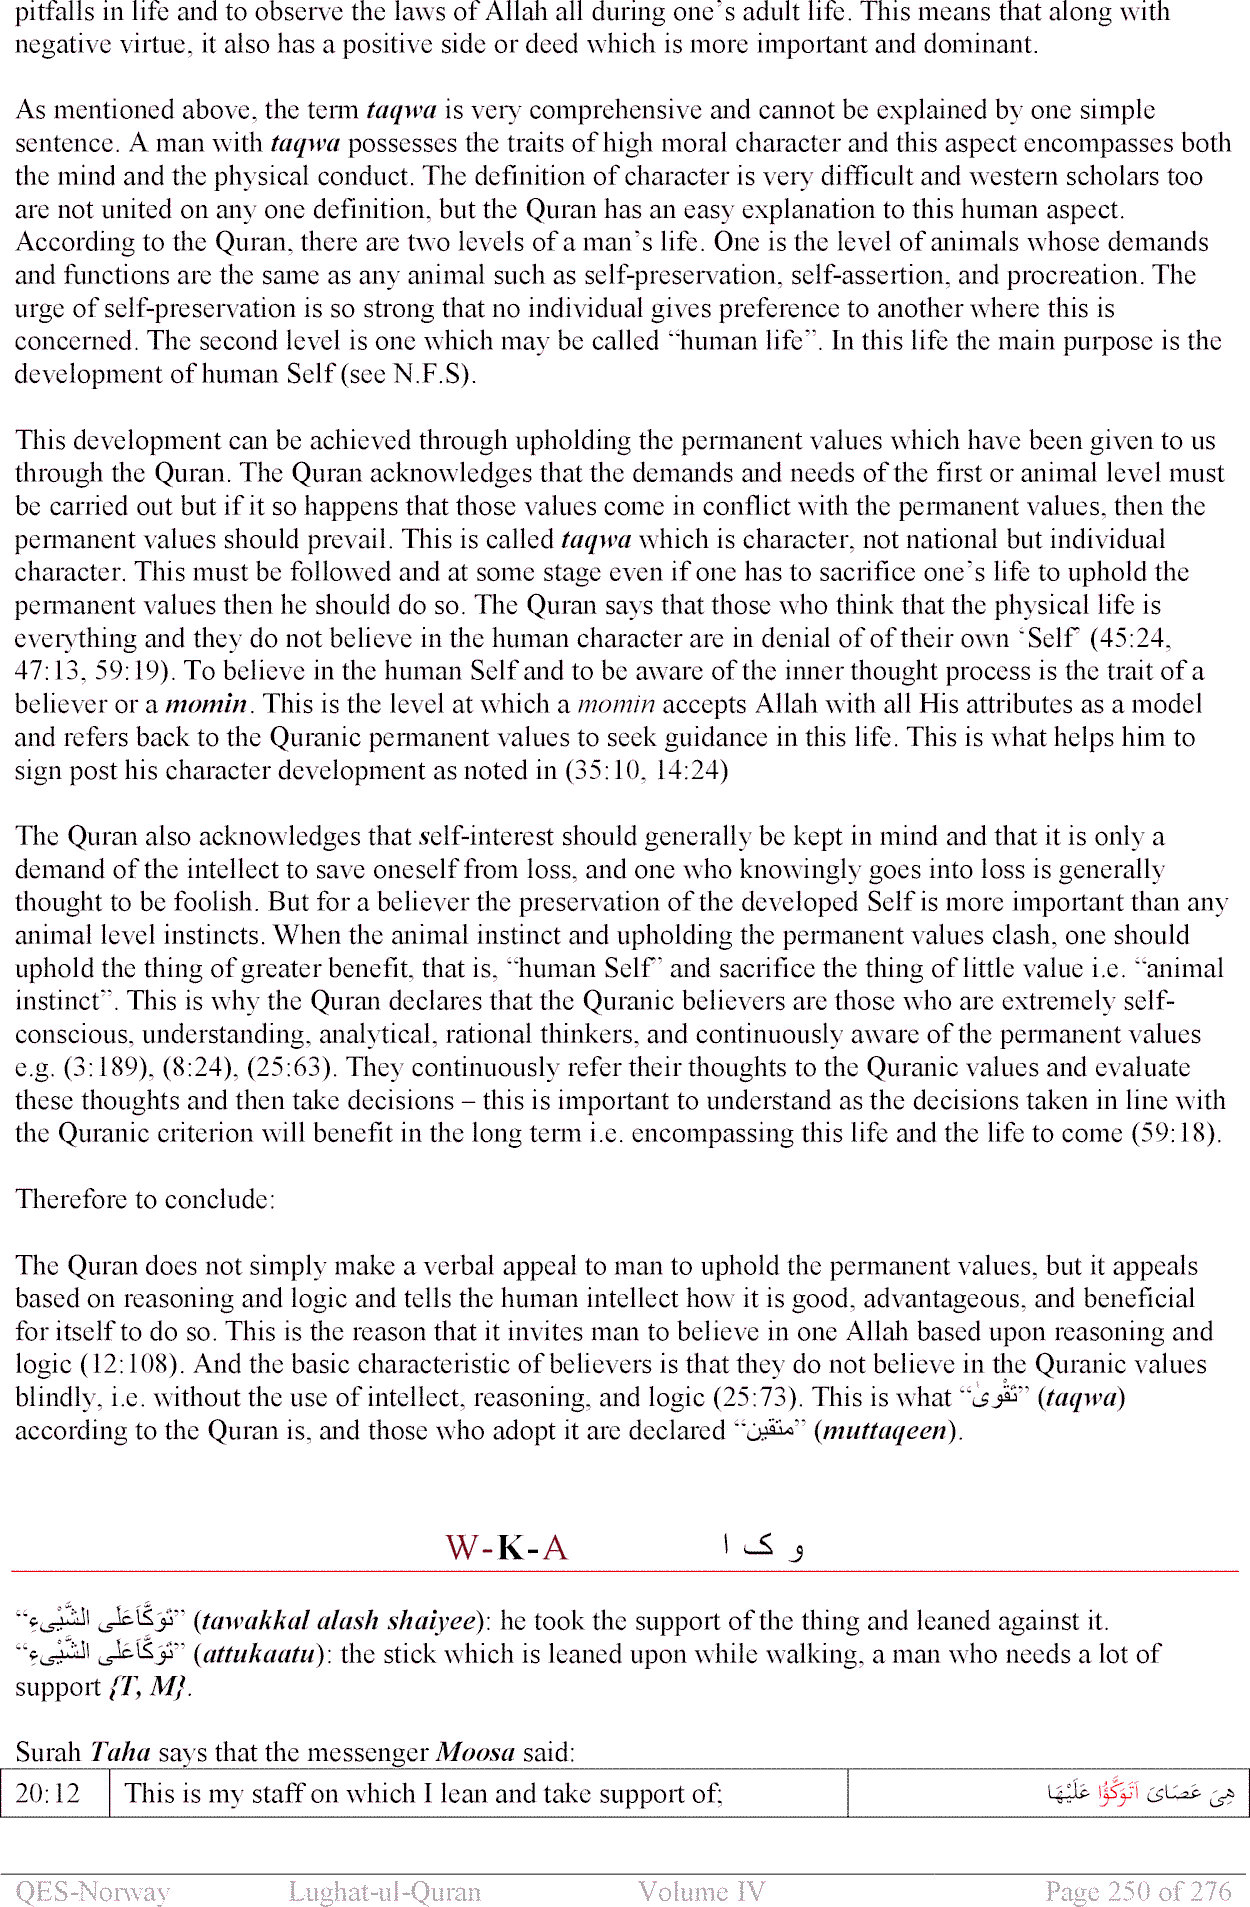 pitfalls in life and to observe the laws of Allah all during one's adult life. This means that along with
negative virtue, it also has a positive side or deed which is more important and dominant.
As mentioned above, the term taqwa is very comprehensive and cannot be explained by one simple
sentence. A man with taqwa possesses the traits of high moral character and this aspect encompasses both
the mind and the physical conduct. The definition of character is very difficult and western scholars too
are not united on any one definition, but the Quran has an easy explanation to this human aspect.
According to the Quran, there are two levels of a man's life. One is the level of animals whose demands
and functions are the same as any animal such as self-preservation, self-assertion, and procreation. The
urge of self-preservation is so strong that no individual gives preference to another where this is
concerned. The second level is one which may be called “human life”. In this life the main purpose is the
development of human Self (see N.F.S).
This development can be achieved through upholding the permanent values which have been given to us
through the Quran. The Quran acknowledges that the demands and needs of the first or animal level must
be carried out but if it so happens that those values come in conflict with the permanent values, then the
permanent values should prevail. This is called taqwa which is character, not national but individual
character. This must be followed and at some stage even if one has to sacrifice one's life to uphold the
permanent values then he should do so. The Quran says that those who think that the physical life is
everything and they do not believe in the human character are in denial of of their own ‘Self’ (45:24,
47:13, 59:19). To believe in the human Self and to be aware of the inner thought process is the trait of a
believer or a momin. This is the level at which a momin accepts Allah with all His attributes as a model
and refers back to the Quranic permanent values to seek guidance in this life. This is what helps him to
sign post his character development as noted in (35:10, 14:24)
The Quran also acknowledges that self-interest should generally be kept in mind and that it is only a
demand of the intellect to save oneself from loss, and one who knowingly goes into loss is generally
thought to be foolish. But for a believer the preservation of the developed Self is more important than any
animal level instincts. When the animal instinct and upholding the permanent values clash, one should
uphold the thing of greater benefit, that is, “human Self” and sacrifice the thing of little value i.e. “animal
instinct”. This is why the Quran declares that the Quranic believers are those who are extremely self-
conscious, understanding, analytical, rational thinkers, and continuously aware of the permanent values
e.g. (3:189), (8:24), (25:63). They continuously refer their thoughts to the Quranic values and evaluate
these thoughts and then take decisions – this is important to understand as the decisions taken in line with
the Quranic criterion will benefit in the long term i.e. encompassing this life and the life to come (59:18).
Therefore to conclude:
The Quran does not simply make a verbal appeal to man to uphold the permanent values, but it appeals
based on reasoning and logic and tells the human intellect how it is good, advantageous, and beneficial
for itself to do so. This is the reason that it invites man to believe in one Allah based upon reasoning and
logic (12:108). And the basic characteristic of believers is that they do not believe in the Quranic values
blindly, i.e. without the use of intellect, reasoning, and logic (25:73). This is what “تَقْوىٰ” (taqwa)
according to the Quran is, and those who adopt it are declared “متقين” (muttaqeen).
W-K-A و ک ا
“تَوَكَّاَعَلَى الشَّيْىءِ” (tawakkal alash shaiyee): he took the support of the thing and leaned against it.
“تَوَكَّاَعَلَى الشَّيْىءِ” (attukaatu): the stick which is leaned upon while walking, a man who needs a lot of
support {T, M}.
Surah Taha says that the messenger Moosa said:
20:12 This is my staff on which I lean and take support of; هِىَ عَصَاىَ اَتَوَكَّؤُا عَلَيْهَا
QES-Norway Lughat-ul-Quran Volume IV Page 250 of 276